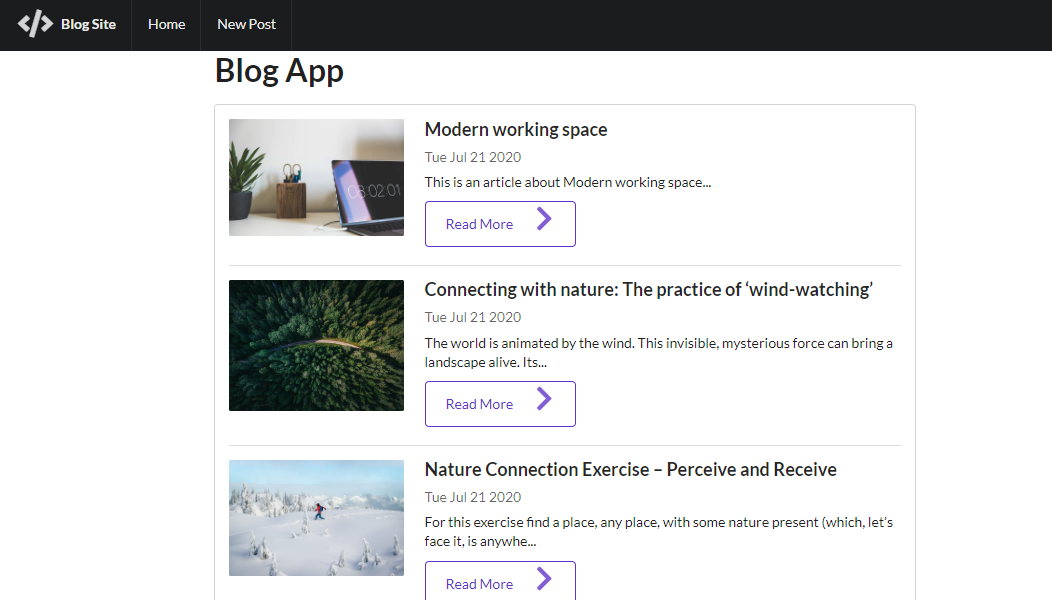 Blog Site Home New Post
Blog App
Modern working space
Tue Jul 21 2020
This is an article about Modern working space...
Read More
03:02:01
Connecting with nature: The practice of ‘wind-watching’
Tue Jul 21 2020
The world is animated by the wind. This invisible, mysterious force can bring a
landscape alive. Its...
Read More
Nature Connection Exercise – Perceive and Receive
Tue Jul 21 2020
For this exercise find a place, any place, with some nature present (which, let’s
face it, is anywhe...
Read More